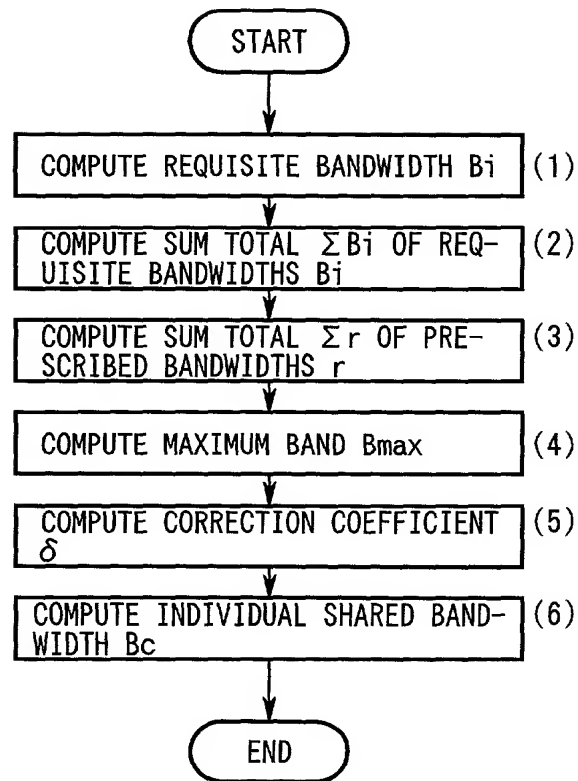 START
COMPUTE REQUISITE BANDWIDTH Bi (1)
COMPUTE SUM TOTAL ΣBi OF REQ- (2)
UISITE BANDWIDTHS Bi
COMPUTE SUM TOTAL Σr OF PRE- (3)
SCRIBED BANDWIDTHS r
COMPUTE MAXIMUM BAND Bmax (4)
COMPUTE CORRECTION COEFFICIENT (5)
δ
COMPUTE INDIVIDUAL SHARED BAND- (6)
WIDTH Bc
END